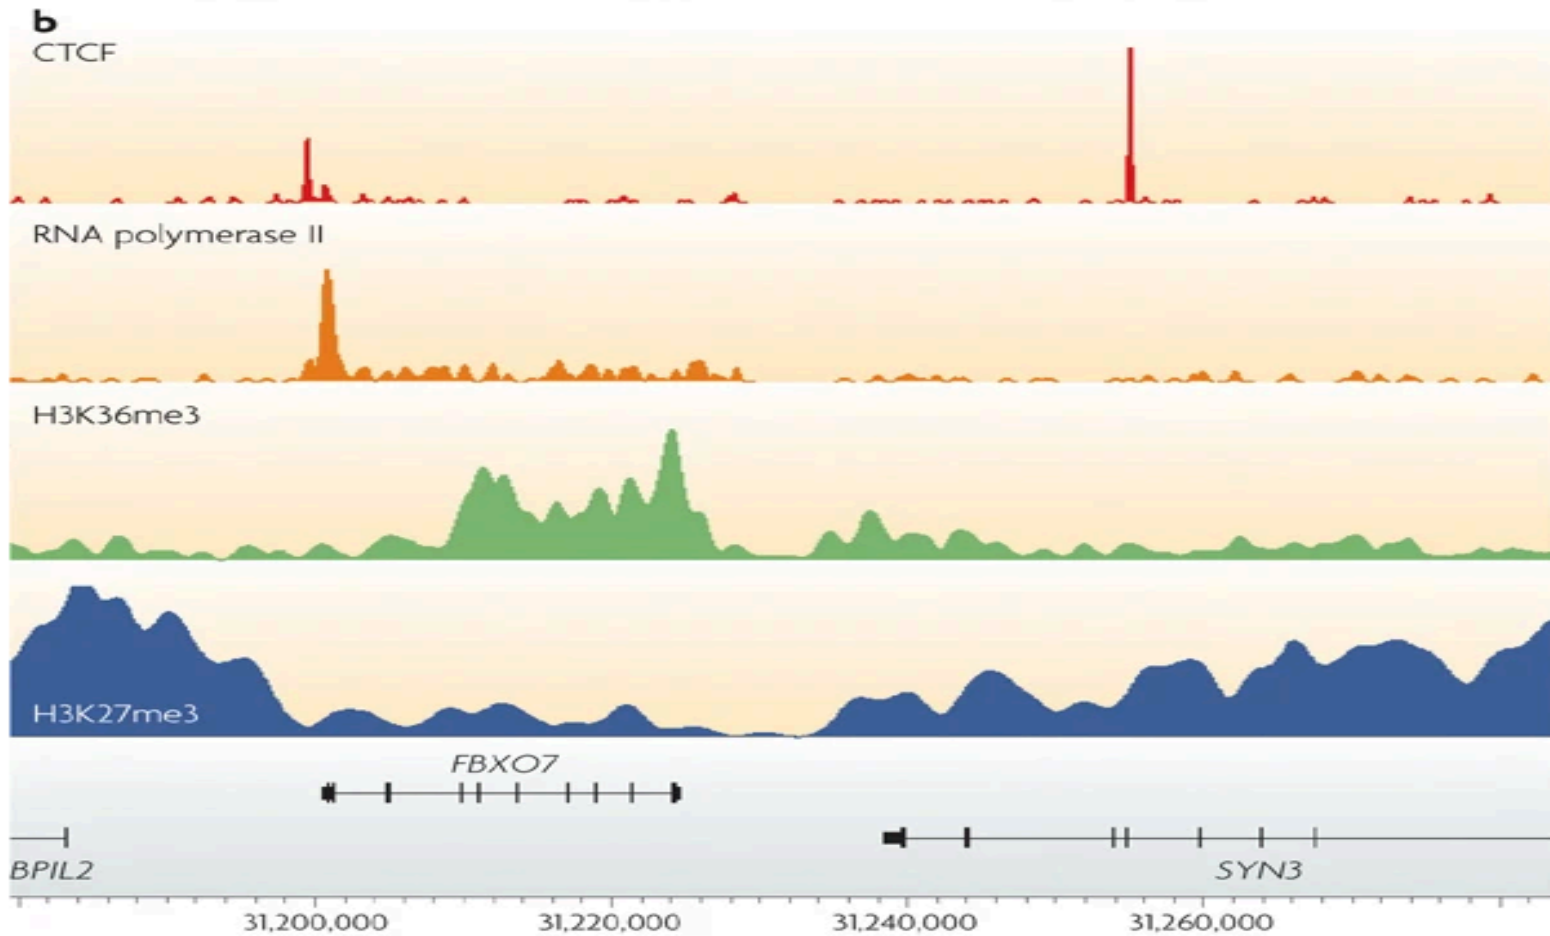 b
CTCF
RNA polymerase II
H3K36me3
H3K27me3
FBXO7
BPIL2
SYN3
31,200,000 31,220,000 31,240,000 31,260,000